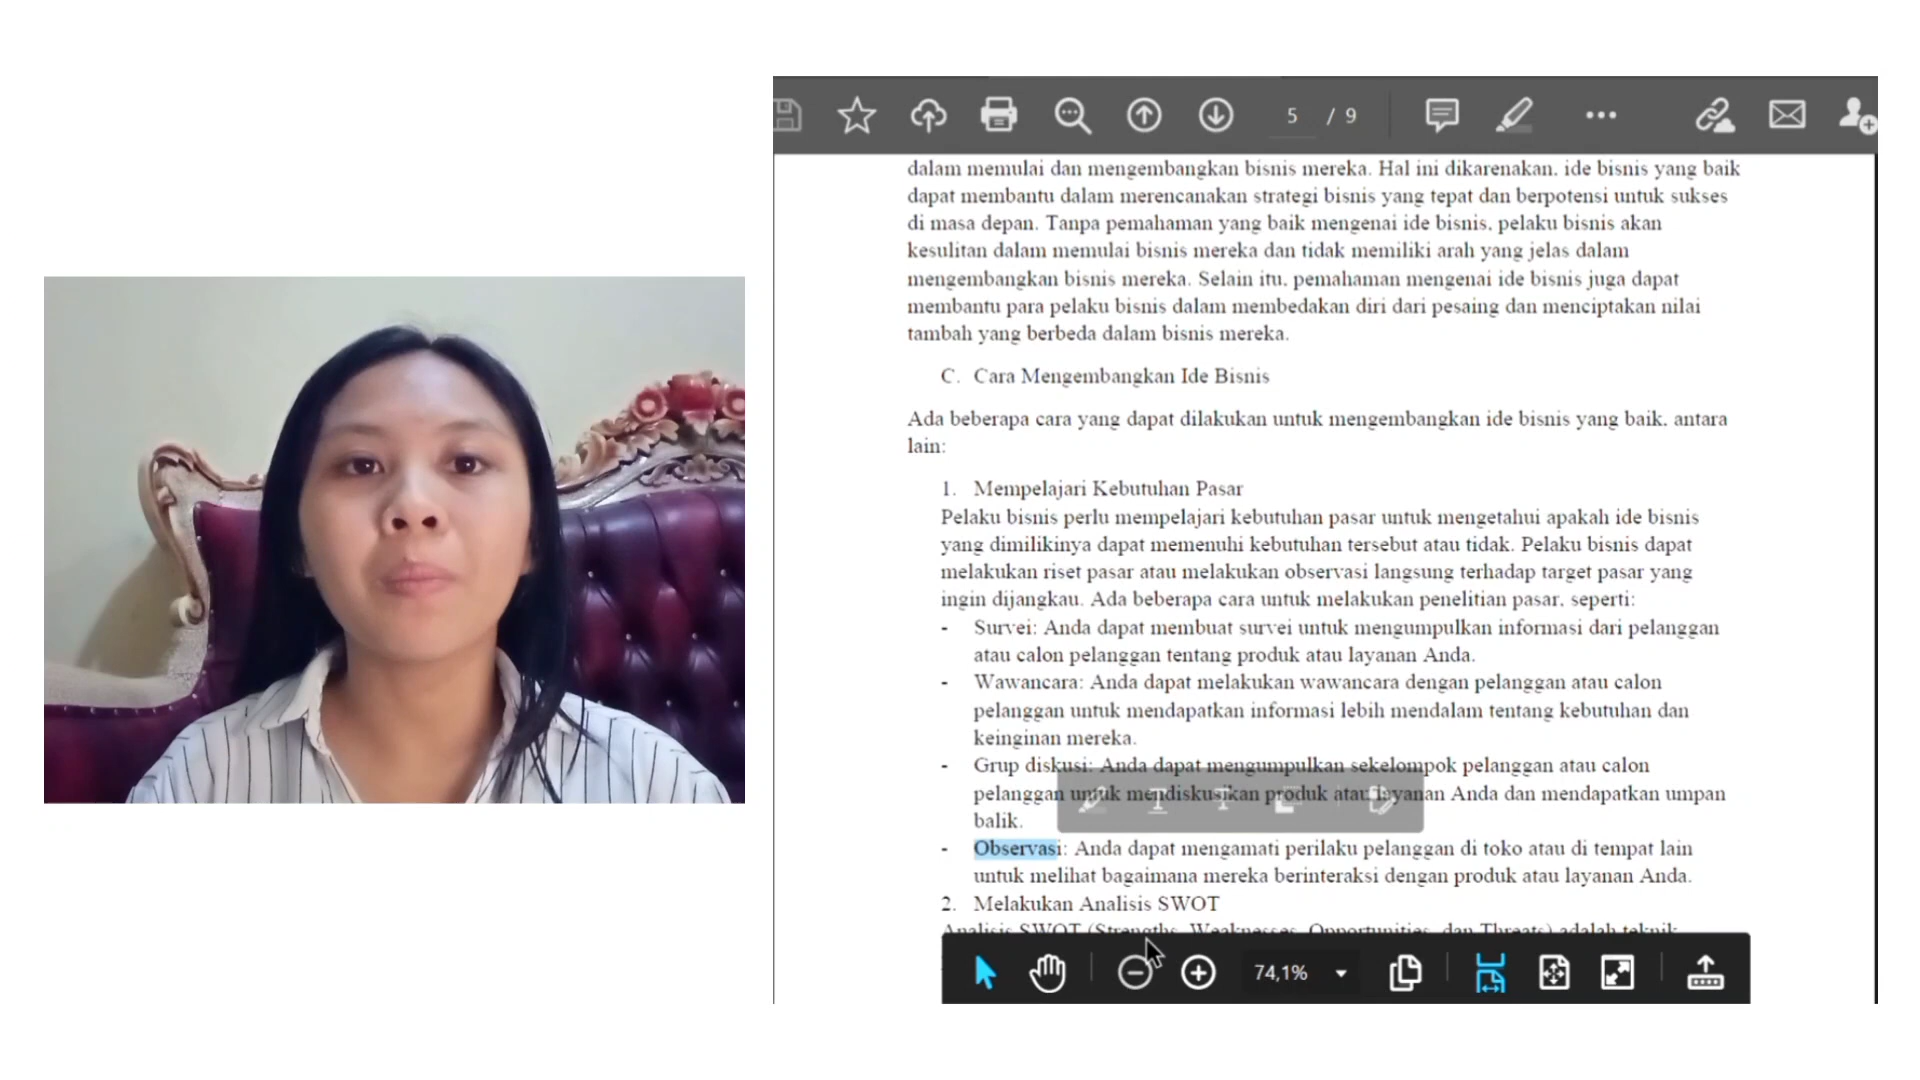 5 / 9
dalam memulai dan mengembangkan bisnis mereka. Hal ini dikarenakan, ide bisnis yang baik
dapat membantu dalam merencanakan strategi bisnis yang tepat dan berpotensi untuk sukses
di masa depan. Tanpa pemahaman yang baik mengenai ide bisnis, pelaku bisnis akan
kesulitan dalam memulai bisnis mereka dan tidak memiliki arah yang jelas dalam
mengembangkan bisnis mereka. Selain itu, pemahaman mengenai ide bisnis juga dapat
membantu para pelaku bisnis dalam membedakan diri dari pesaing dan menciptakan nilai
tambah yang berbeda dalam bisnis mereka.
C. Cara Mengembangkan Ide Bisnis
Ada beberapa cara yang dapat dilakukan untuk mengembangkan ide bisnis yang baik, antara
lain:
1. Mempelajari Kebutuhan Pasar
Pelaku bisnis perlu mempelajari kebutuhan pasar untuk mengetahui apakah ide bisnis
yang dimilikinya dapat memenuhi kebutuhan tersebut atau tidak. Pelaku bisnis dapat
melakukan riset pasar atau melakukan observasi langsung terhadap target pasar yang
ingin dijangkau. Ada beberapa cara untuk melakukan penelitian pasar, seperti:
- Survei: Anda dapat membuat survei untuk mengumpulkan informasi dari pelanggan
atau calon pelanggan tentang produk atau layanan Anda.
- Wawancara: Anda dapat melakukan wawancara dengan pelanggan atau calon
pelanggan untuk mendapatkan informasi lebih mendalam tentang kebutuhan dan
keinginan mereka.
- Grup diskusi: Anda dapat mengumpulkan sekelompok pelanggan atau calon
pelanggan untuk mendiskusikan produk atau layanan Anda dan mendapatkan umpan
balik.
- Observasi: Anda dapat mengamati perilaku pelanggan di toko atau di tempat lain
untuk melihat bagaimana mereka berinteraksi dengan produk atau layanan Anda.
2. Melakukan Analisis SWOT
Analisis SWOT (Strengths, Weaknesses, Opportunities, dan Threats) adalah teknik
74,1%